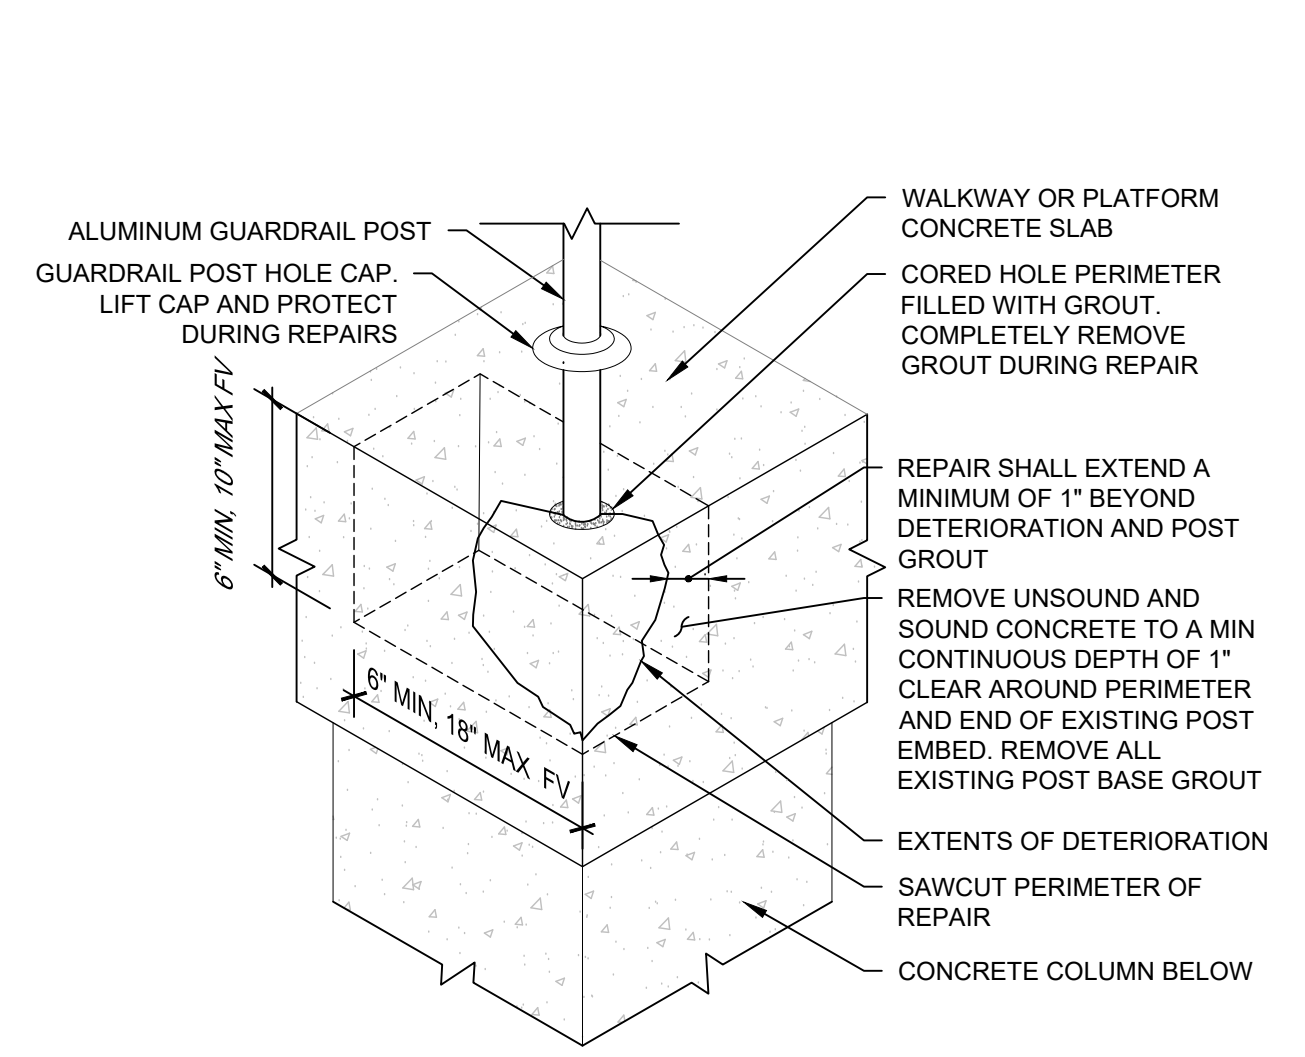 ALUMINUM GUARDRAIL POST
GUARDRAIL POST HOLE CAP.
LIFT CAP AND PROTECT
DURING REPAIRS
6" MIN, 10" MAX FV
6" MIN, 18" MAX FV
WALKWAY OR PLATFORM
CONCRETE SLAB
CORED HOLE PERIMETER
FILLED WITH GROUT.
COMPLETELY REMOVE
GROUT DURING REPAIR
REPAIR SHALL EXTEND A
MINIMUM OF 1" BEYOND
DETERIORATION AND POST
GROUT
REMOVE UNSOUND AND
SOUND CONCRETE TO A MIN
CONTINUOUS DEPTH OF 1"
CLEAR AROUND PERIMETER
AND END OF EXISTING POST
EMBED. REMOVE ALL
EXISTING POST BASE GROUT
EXTENTS OF DETERIORATION
SAWCUT PERIMETER OF
REPAIR
CONCRETE COLUMN BELOW